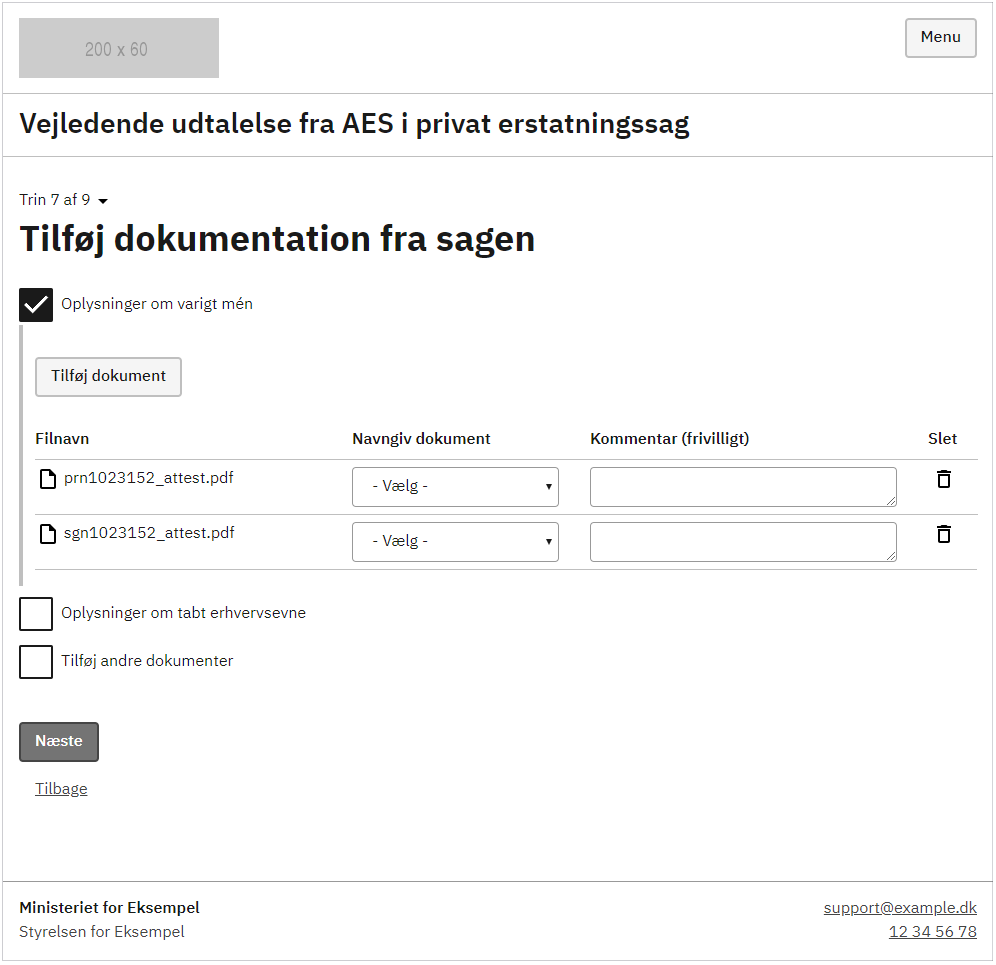 200 x 60
Menu
Vejledende udtalelse fra AES i privat erstatningssag
Trin 7 af 9
Tilføj dokumentation fra sagen
Oplysninger om varigt mén
Tilføj dokument
Filnavn Navngiv dokument Kommentar (frivilligt) Slet
prn1023152_attest.pdf - Vælg -
sgn1023152_attest.pdf - Vælg -
Oplysninger om tabt erhvervsevne
Tilføj andre dokumenter
Næste
Tilbage
Ministeriet for Eksempel support@example.dk
Styrelsen for Eksempel 12 34 56 78